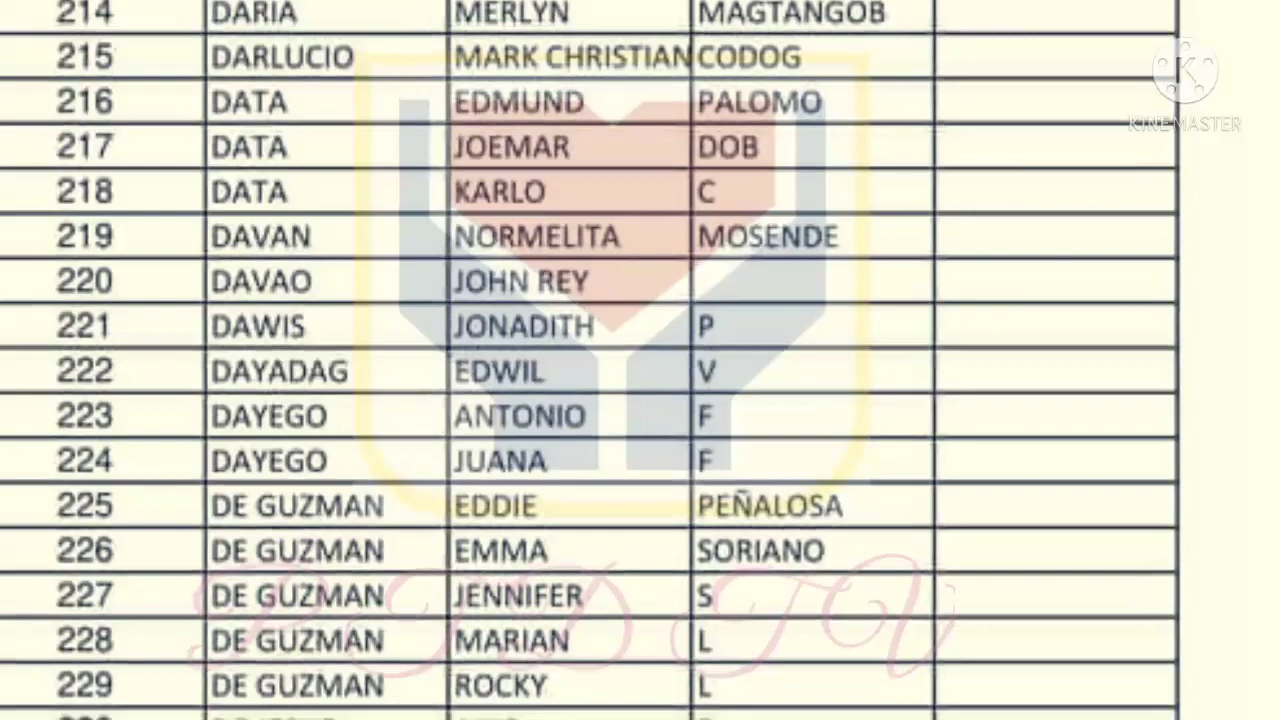 214 DARIA MERLYN MAGTANGOB
215 DARLUCIO MARK CHRISTIAN CODOG
216 DATA EDMUND PALOMO
217 DATA JOEMAR DOB
218 DATA KARLO C
219 DAVAN NORMELITA MOSENDE
220 DAVAO JOHN REY
221 DAWIS JONADITH P
222 DAYADAG EDWIL V
223 DAYEGO ANTONIO F
224 DAYEGO JUANA F
225 DE GUZMAN EDDIE PEÑALOSA
226 DE GUZMAN EMMA SORIANO
227 DE GUZMAN JENNIFER S
228 DE GUZMAN MARIAN L
229 DE GUZMAN ROCKY L
K
KINEMASTER